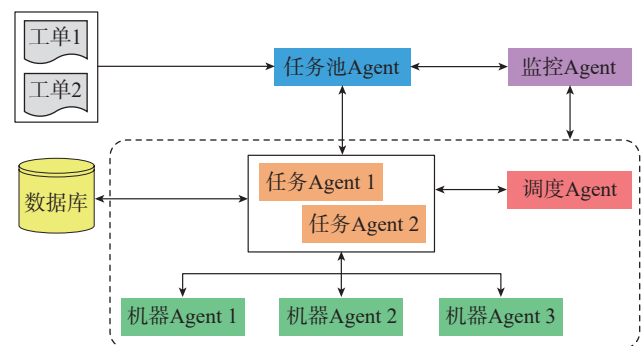 工单1
工单2
任务池Agent
监控Agent
数据库
任务Agent 1
任务Agent 2
调度Agent
机器Agent 1
机器Agent 2
机器Agent 3